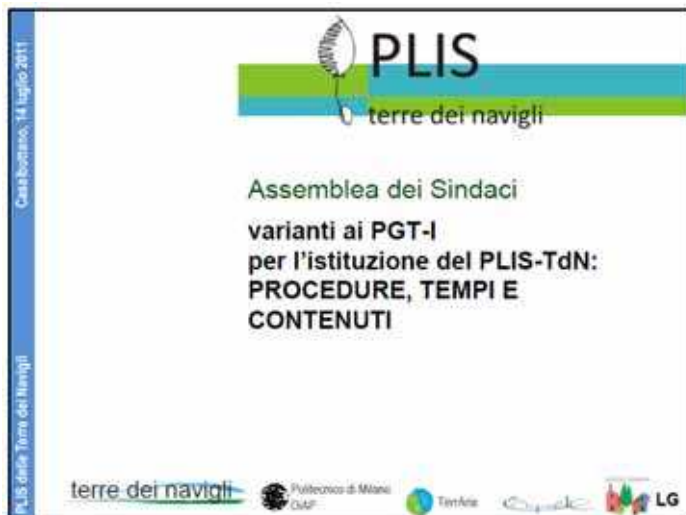 Casalbuttano, 14 luglio 2011
PLIS delle Terre dei Navigli
PLIS
terre dei navigli
Assemblea dei Sindaci
varianti ai PGT-I
per l'istituzione del PLIS-TdN:
PROCEDURE, TEMPI E
CONTENUTI
terre dei navigli
Politecnico di Milano
DiAP
TerrAria
LG